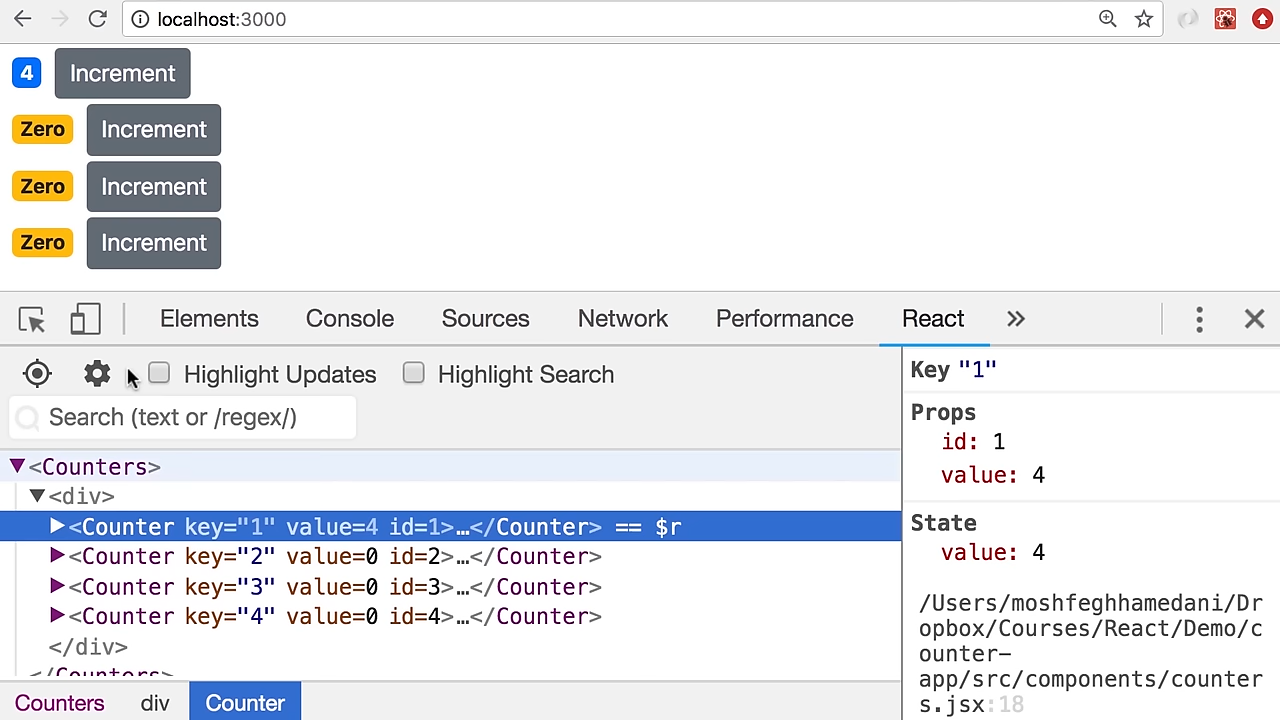 localhost:3000
4 Increment
Zero Increment
Zero Increment
Zero Increment
Elements Console Sources Network Performance React »
Highlight Updates Highlight Search
Search (text or /regex/)
<Counters>
<div>
<Counter key="1" value=4 id=1>…</Counter> == $r
<Counter key="2" value=0 id=2>…</Counter>
<Counter key="3" value=0 id=3>…</Counter>
<Counter key="4" value=0 id=4>…</Counter>
</div>
</Counters>
Counters div Counter
Key "1"
Props
id: 1
value: 4
State
value: 4
/Users/moshfeghhamedani/Dr
opbox/Courses/React/Demo/c
ounter-
app/src/components/counter
s.jsx:18